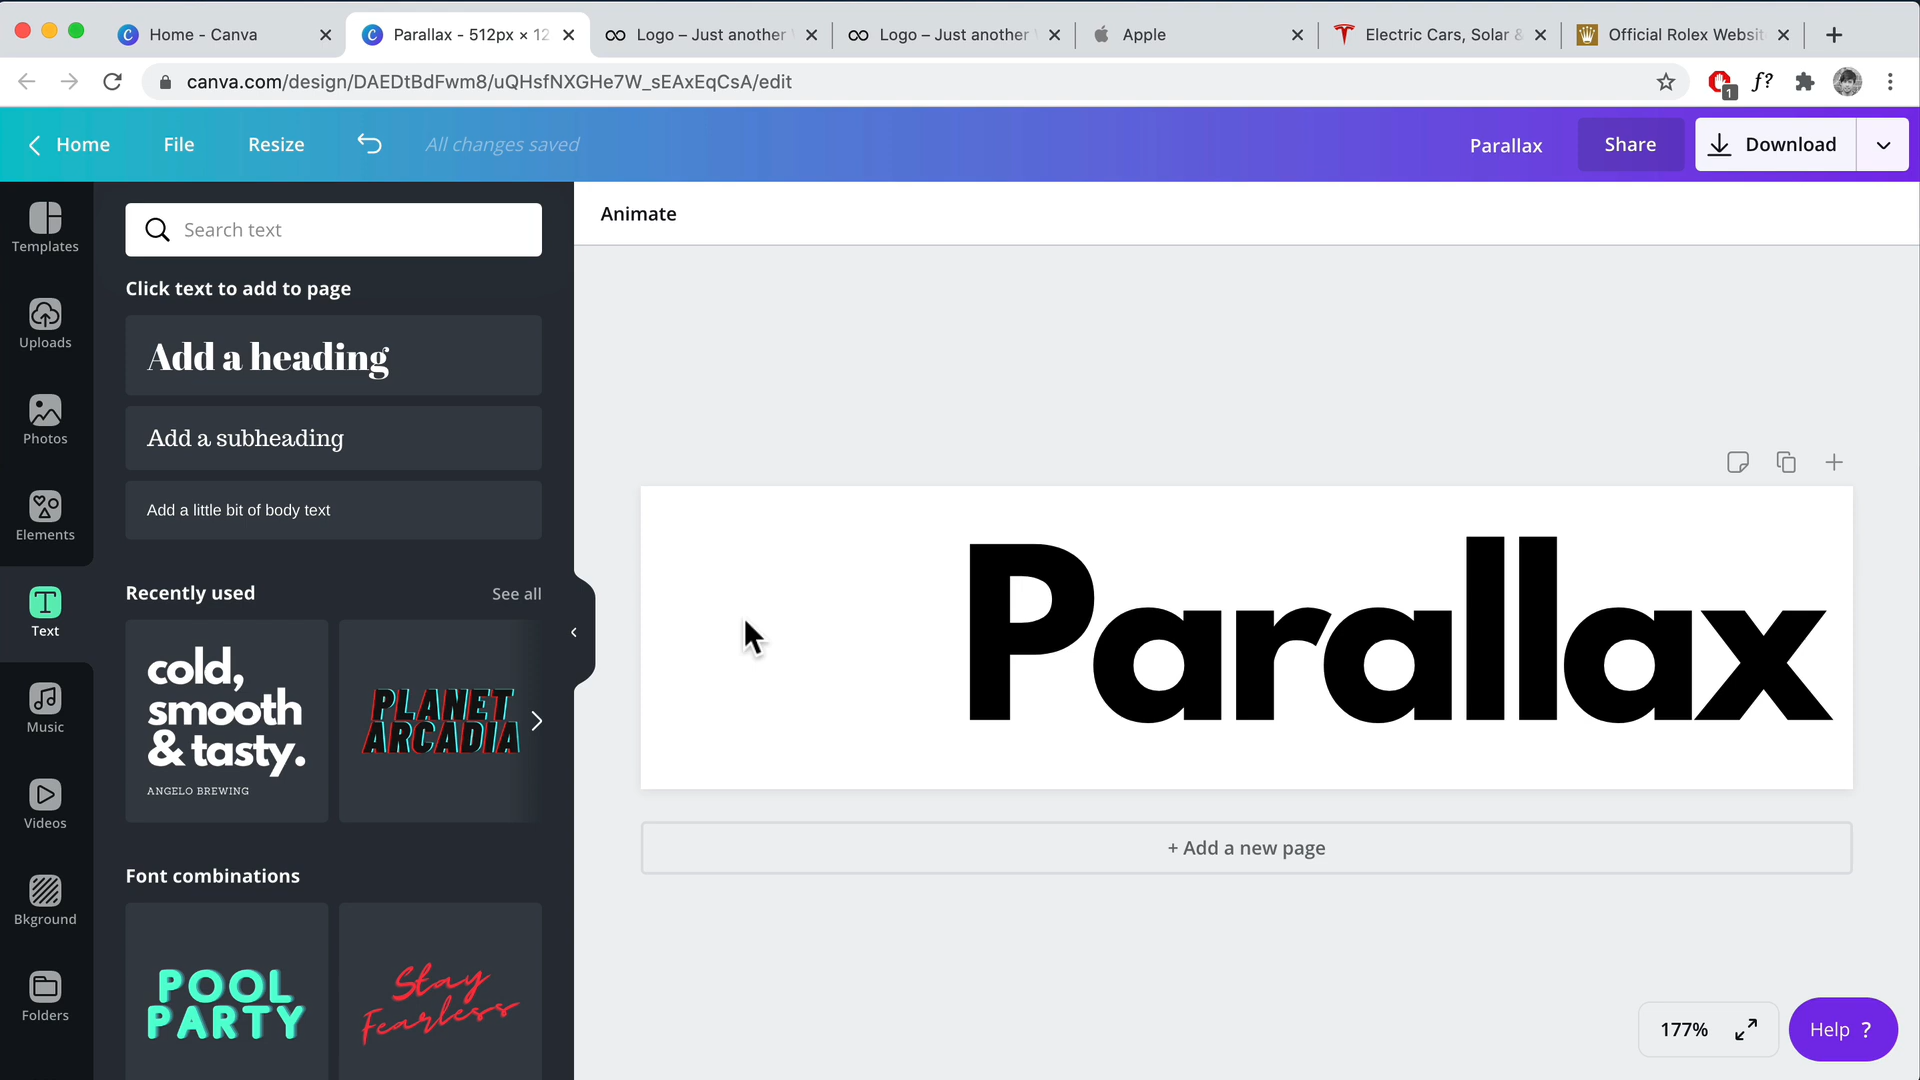 Home - Canva
Parallax - 512px × 12
Logo – Just another
Logo – Just another
Apple
Electric Cars, Solar &
Official Rolex Websit
canva.com/design/DAEDtBdFwm8/uQHsfNXGHe7W_sEAxEqCsA/edit
1
f?
Home
File
Resize
All changes saved
Parallax
Share
Download
Templates
Uploads
Photos
Elements
Text
Music
Videos
Bkground
Folders
Search text
Click text to add to page
Add a heading
Add a subheading
Add a little bit of body text
Recently used
See all
cold,
smooth
& tasty.
ANGELO BREWING
PLANET
ARCADIA
Font combinations
POOL
PARTY
Stay
Fearless
Animate
Parallax
+ Add a new page
177%
Help ?